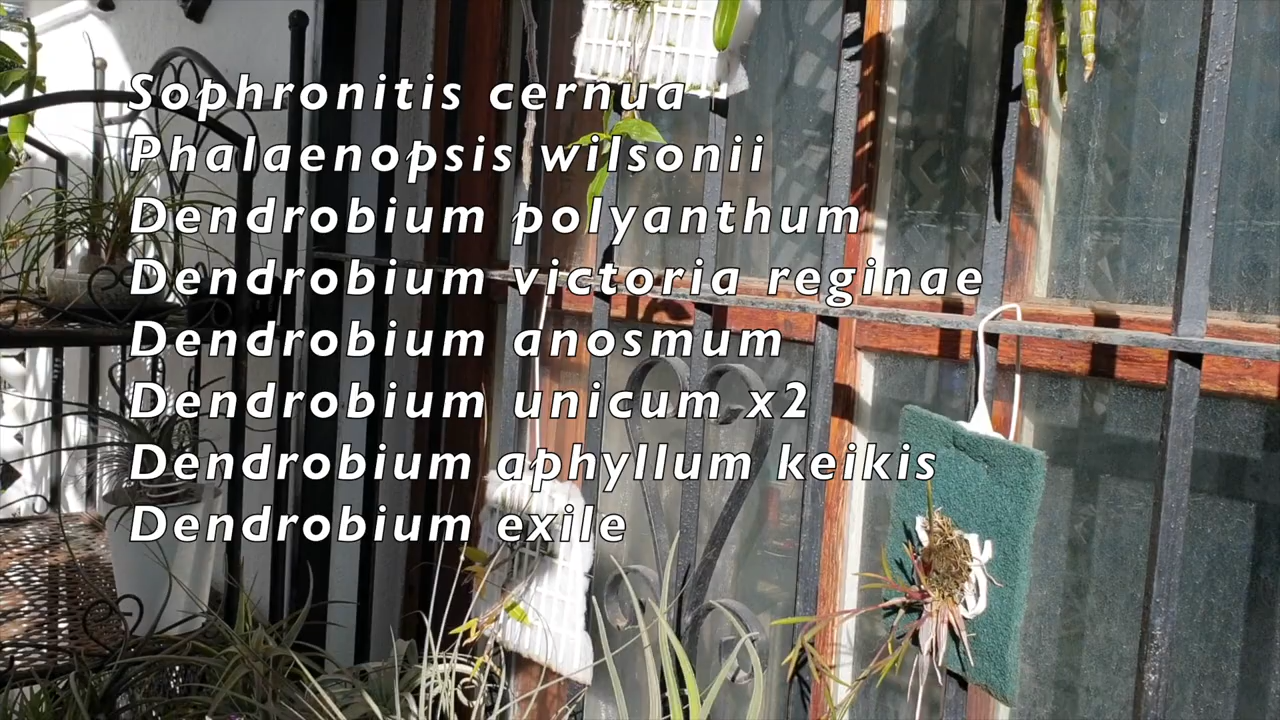 Sophronitis cernua
Phalaenopsis wilsonii
Dendrobium polyanthum
Dendrobium victoria reginae
Dendrobium anosmum
Dendrobium unicum x2
Dendrobium aphyllum keikis
Dendrobium exile